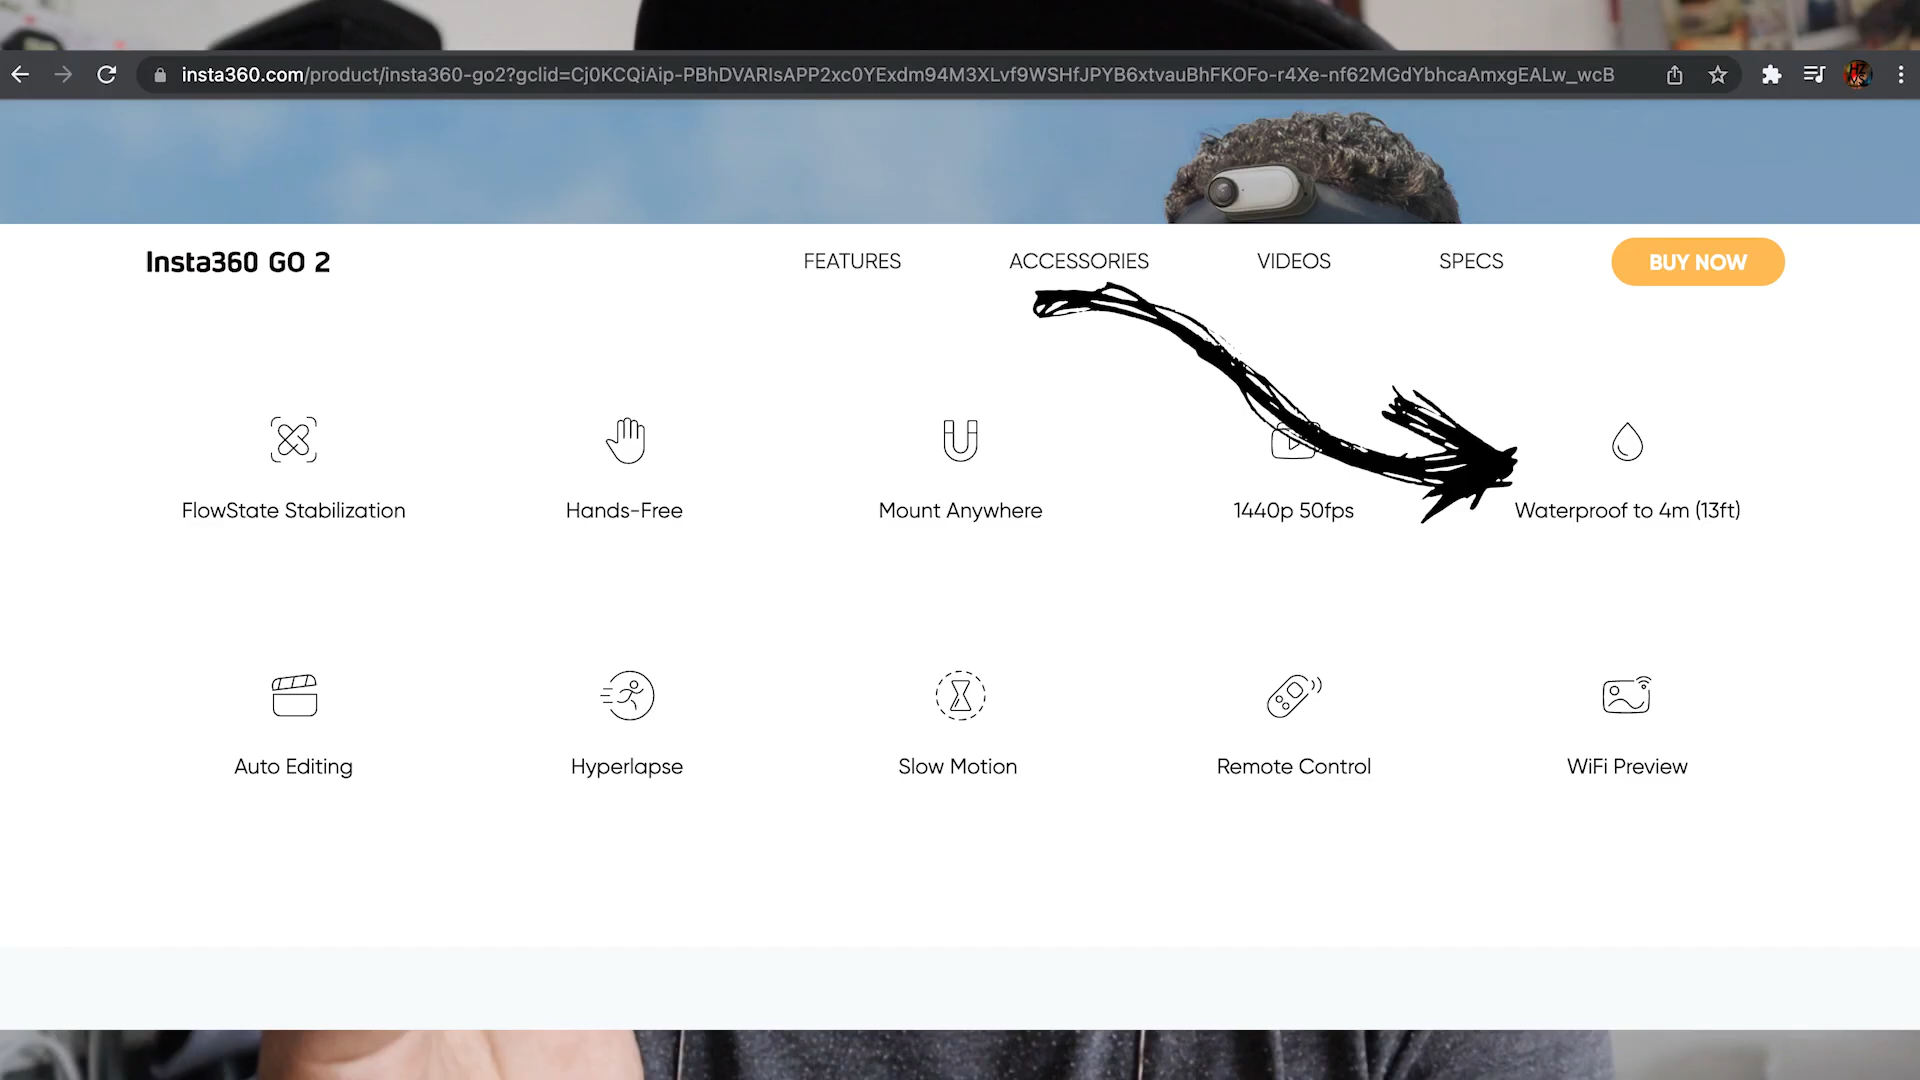 insta360.com/product/insta360-go2?gclid=Cj0KCQiAip-PBhDVARIsAPP2xc0YExdm94M3XLvf9WSHfJPYB6xtvauBhFKOFo-r4Xe-nf62MGdYbhcaAmxgEALw_wcB
Insta360 GO 2 FEATURES ACCESSORIES VIDEOS SPECS BUY NOW
FlowState Stabilization Hands-Free Mount Anywhere 1440p 50fps Waterproof to 4m (13ft)
Auto Editing Hyperlapse Slow Motion Remote Control WiFi Preview